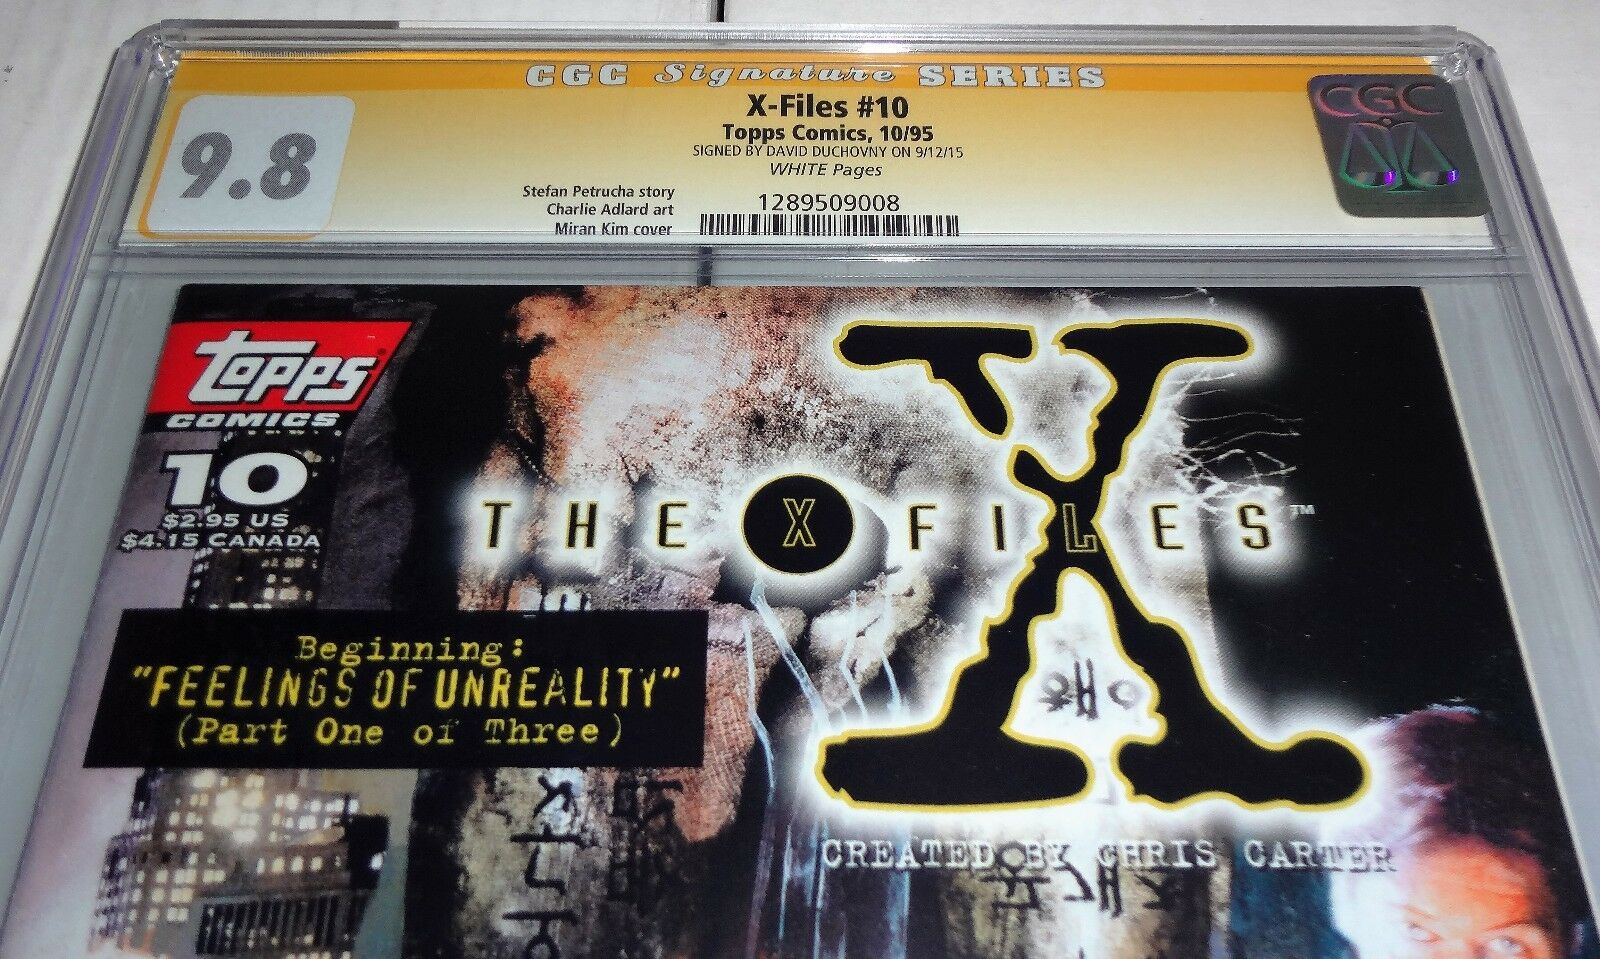 CGC Signature SERIES
9.8
X-Files #10
Topps Comics, 10/95
SIGNED BY DAVID DUCHOVNY ON 9/12/15
WHITE Pages
Stefan Petrucha story
Charlie Adlard art
Miran Kim cover
1289509008
CGC
topps
COMICS
10
$2.95 US
$4.15 CANADA
THE X FILES™
X
Beginning:
"FEELINGS OF UNREALITY"
(Part One of Three)
CREATED BY CHRIS CARTER